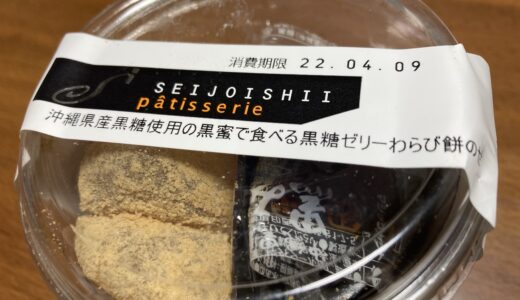 消費期限 22.04.09
SEIJOISHII
pâtisserie
沖縄県産黒糖使用の黒蜜で食べる黒糖ゼリーわらび餅の